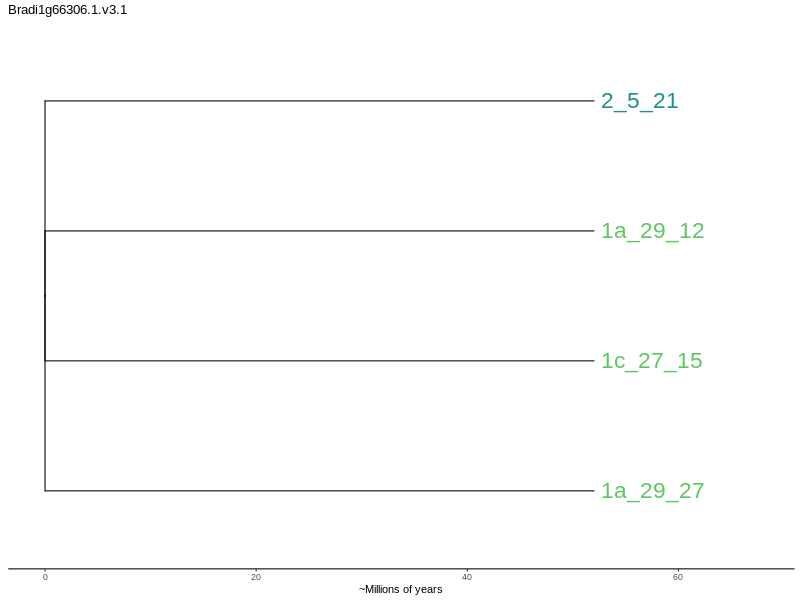 Bradi1g66306.1.v3.1
2_5_21
1a_29_12
1c_27_15
1a_29_27
0 20 40 60
~Millions of years